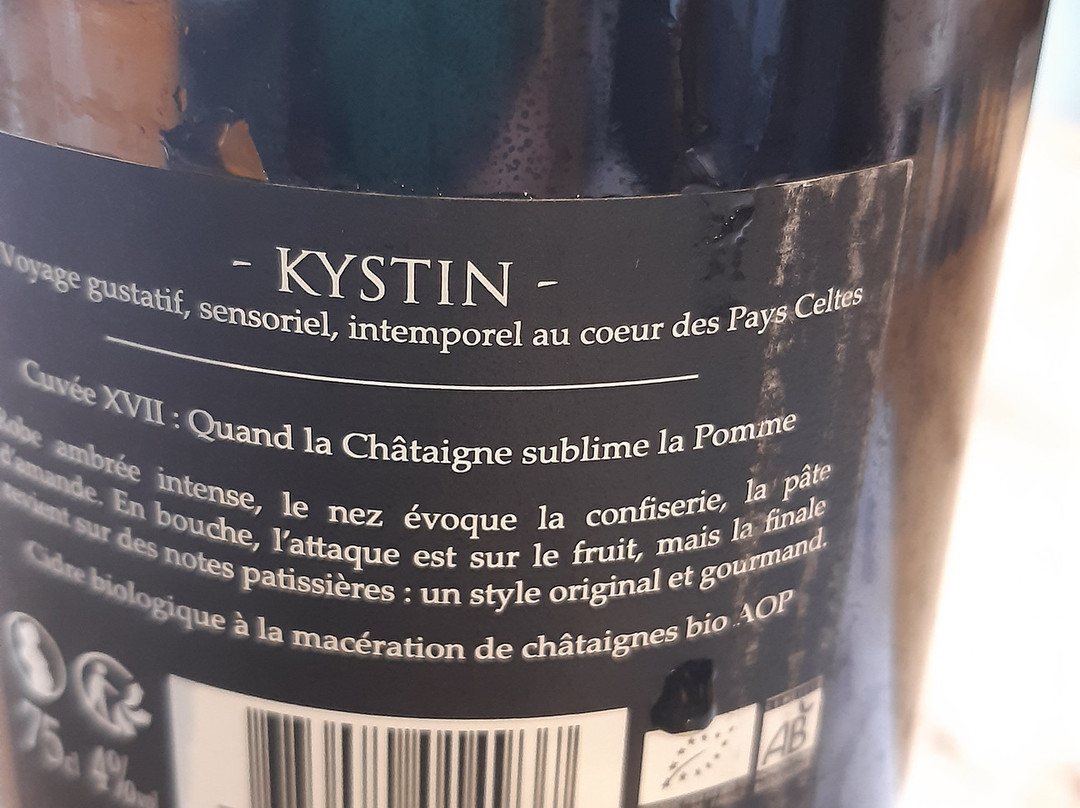 - KYSTIN -
Voyage gustatif, sensoriel, intemporel au coeur des Pays Celtes
Cuvée XVII : Quand la Châtaigne sublime la Pomme
Robe ambrée intense, le nez évoque la confiserie, la pâte
d'amande. En bouche, l'attaque est sur le fruit, mais la finale
revient sur des notes patissières : un style original et gourmand.
Cidre biologique à la macération de châtaignes bio AOP
75cl 4%vol
AB